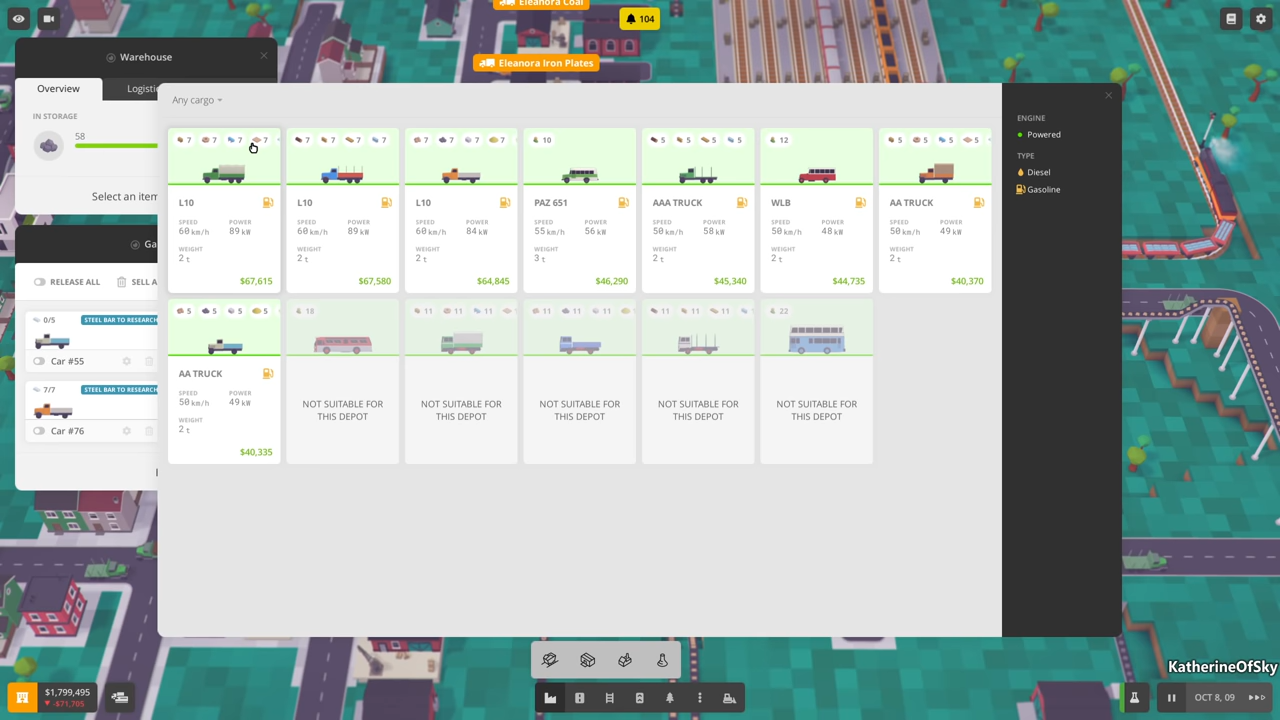 Eleanora Coal
104
Eleanora Iron Plates
Warehouse
Overview
Logisti
IN STORAGE
58
Select an item
Ga
RELEASE ALL
SELL A
0/5
STEEL BAR TO RESEARCH
Car #55
7/7
STEEL BAR TO RESEARCH
Car #76
Any cargo
7 7 7 7
L10
SPEED POWER
60 km/h 89 kW
WEIGHT
2 t
$67,615
7 7 7 7
L10
SPEED POWER
60 km/h 89 kW
WEIGHT
2 t
$67,580
7 7 7 7
L10
SPEED POWER
60 km/h 84 kW
WEIGHT
2 t
$64,845
10
PAZ 651
SPEED POWER
55 km/h 56 kW
WEIGHT
3 t
$46,290
5 5 5 5
AAA TRUCK
SPEED POWER
50 km/h 58 kW
WEIGHT
2 t
$45,340
12
WLB
SPEED POWER
50 km/h 48 kW
WEIGHT
2 t
$44,735
5 5 5 5
AA TRUCK
SPEED POWER
50 km/h 49 kW
WEIGHT
2 t
$40,370
5 5 5 5
AA TRUCK
SPEED POWER
50 km/h 49 kW
WEIGHT
2 t
$40,335
18
NOT SUITABLE FOR
THIS DEPOT
11 11 11
NOT SUITABLE FOR
THIS DEPOT
11 11 11
NOT SUITABLE FOR
THIS DEPOT
11 11 11 11
NOT SUITABLE FOR
THIS DEPOT
22
NOT SUITABLE FOR
THIS DEPOT
ENGINE
Powered
TYPE
Diesel
Gasoline
KatherineOfSky
$1,799,495
-$71,705
OCT 8, 09